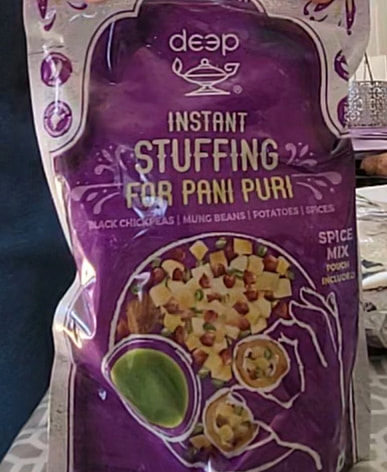 deep
®
INSTANT
STUFFING
FOR PANI PURI
BLACK CHICKPEAS | MUNG BEANS | POTATOES | SPICES
SPICE
MIX
POUCH
INCLUDED